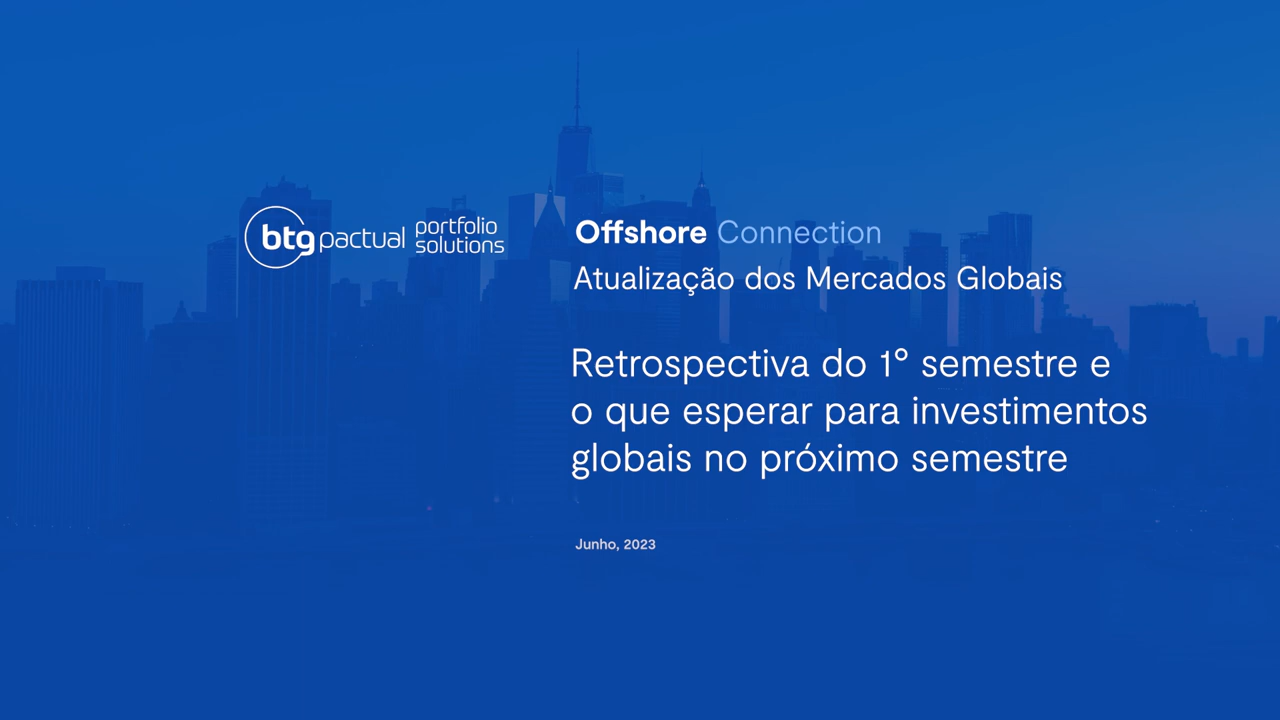 btg pactual portfolio solutions
Offshore Connection
Atualização dos Mercados Globais
Retrospectiva do 1° semestre e
o que esperar para investimentos
globais no próximo semestre
Junho, 2023